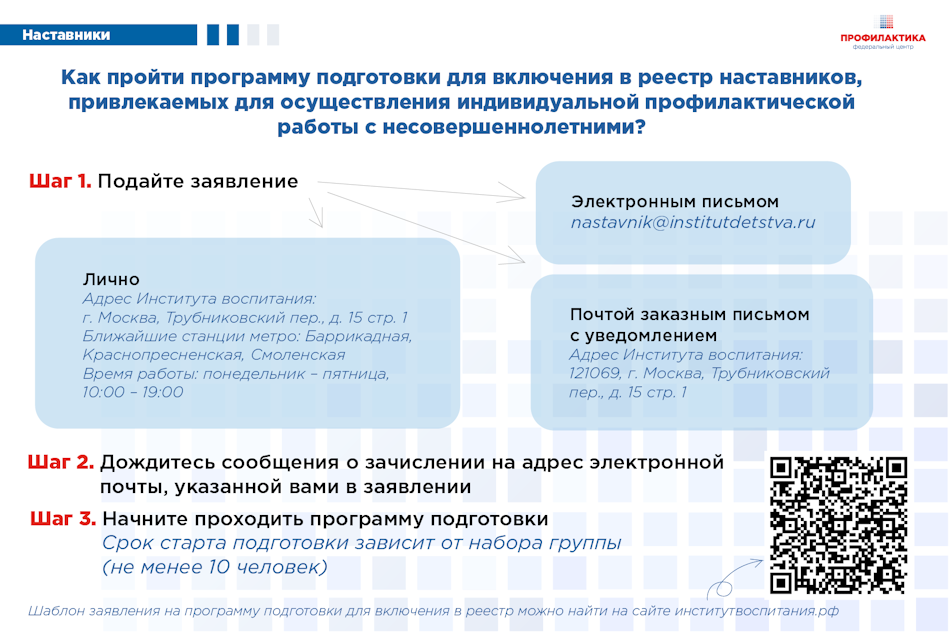 Наставники
ПРОФИЛАКТИКА
федеральный центр
Как пройти программу подготовки для включения в реестр наставников,
привлекаемых для осуществления индивидуальной профилактической
работы с несовершеннолетними?
Шаг 1. Подайте заявление
Электронным письмом
nastavnik@institutdetstva.ru
Лично
Адрес Института воспитания:
г. Москва, Трубниковский пер., д. 15 стр. 1
Ближайшие станции метро: Баррикадная,
Краснопресненская, Смоленская
Время работы: понедельник – пятница,
10:00 – 19:00
Почтой заказным письмом
с уведомлением
Адрес Института воспитания:
121069, г. Москва, Трубниковский
пер., д. 15 стр. 1
Шаг 2. Дождитесь сообщения о зачислении на адрес электронной
почты, указанной вами в заявлении
Шаг 3. Начните проходить программу подготовки
Срок старта подготовки зависит от набора группы
(не менее 10 человек)
Шаблон заявления на программу подготовки для включения в реестр можно найти на сайте институтвоспитания.рф